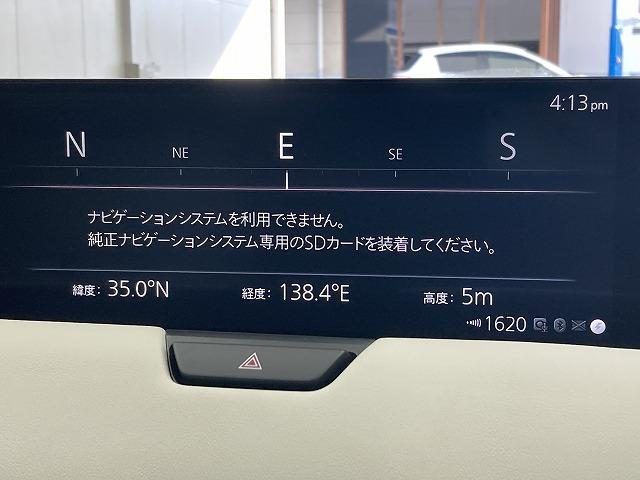 4:13 pm
N NE E SE S
ナビゲーションシステムを利用できません。
純正ナビゲーションシステム専用のSDカードを装着してください。
緯度: 35.0°N 経度: 138.4°E 高度: 5m
1620